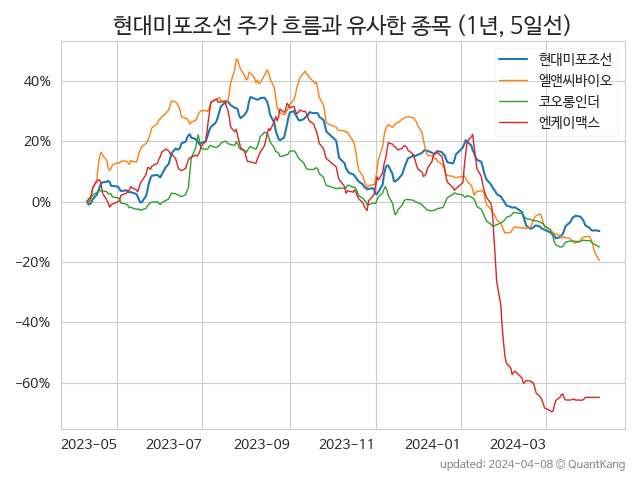 현대미포조선 주가 흐름과 유사한 종목 (1년, 5일선)
현대미포조선
엘앤씨바이오
코오롱인더
엔케이맥스
40%
20%
0%
−20%
−40%
−60%
2023-05 2023-07 2023-09 2023-11 2024-01 2024-03
updated: 2024-04-08 © QuantKang